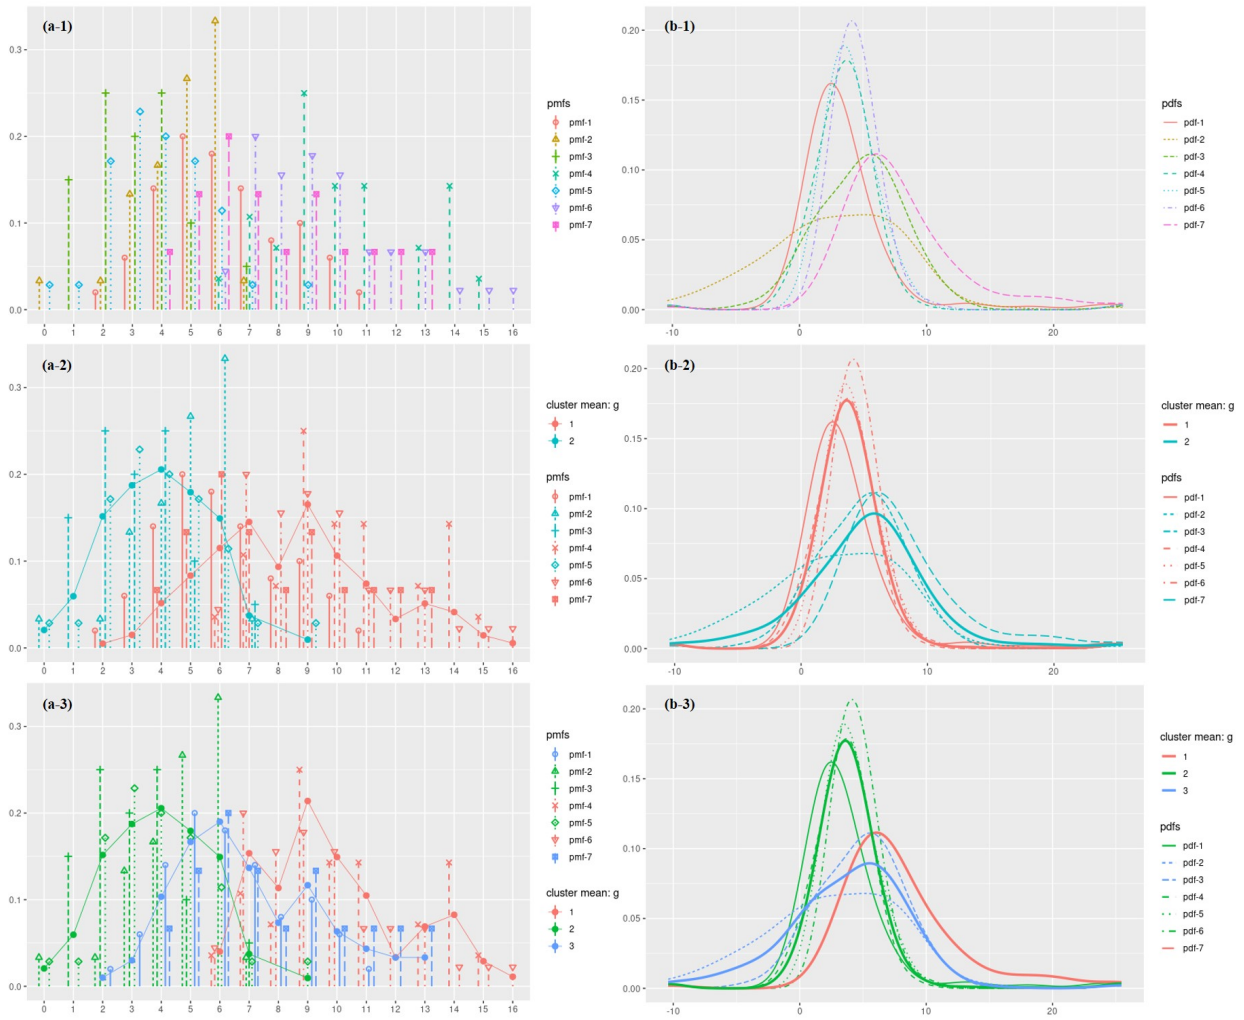 (a-1)
0.3
0.2
0.1
0.0
0 1 2 3 4 5 6 7 8 9 10 11 12 13 14 15 16
pmfs
pmf-1
pmf-2
pmf-3
pmf-4
pmf-5
pmf-6
pmf-7
(b-1)
0.20
0.15
0.10
0.05
0.00
-10 0 10 20
pdfs
pdf-1
pdf-2
pdf-3
pdf-4
pdf-5
pdf-6
pdf-7
(a-2)
0.3
0.2
0.1
0.0
0 1 2 3 4 5 6 7 8 9 10 11 12 13 14 15 16
cluster mean: g
1
2
pmfs
pmf-1
pmf-2
pmf-3
pmf-4
pmf-5
pmf-6
pmf-7
(b-2)
0.20
0.15
0.10
0.05
0.00
-10 0 10 20
cluster mean: g
1
2
pdfs
pdf-1
pdf-2
pdf-3
pdf-4
pdf-5
pdf-6
pdf-7
(a-3)
0.3
0.2
0.1
0.0
0 1 2 3 4 5 6 7 8 9 10 11 12 13 14 15 16
pmfs
pmf-1
pmf-2
pmf-3
pmf-4
pmf-5
pmf-6
pmf-7
cluster mean: g
1
2
3
(b-3)
0.20
0.15
0.10
0.05
0.00
-10 0 10 20
cluster mean: g
1
2
3
pdfs
pdf-1
pdf-2
pdf-3
pdf-4
pdf-5
pdf-6
pdf-7